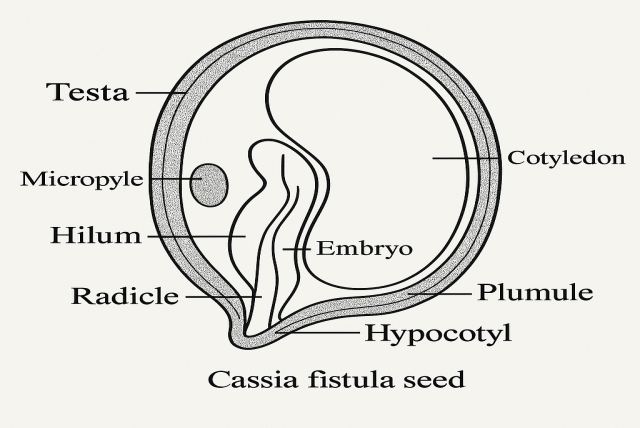 Testa
Cotyledon
Micropyle
Hilum
Embryo
Radicle
Plumule
Hypocotyl
Cassia fistula seed